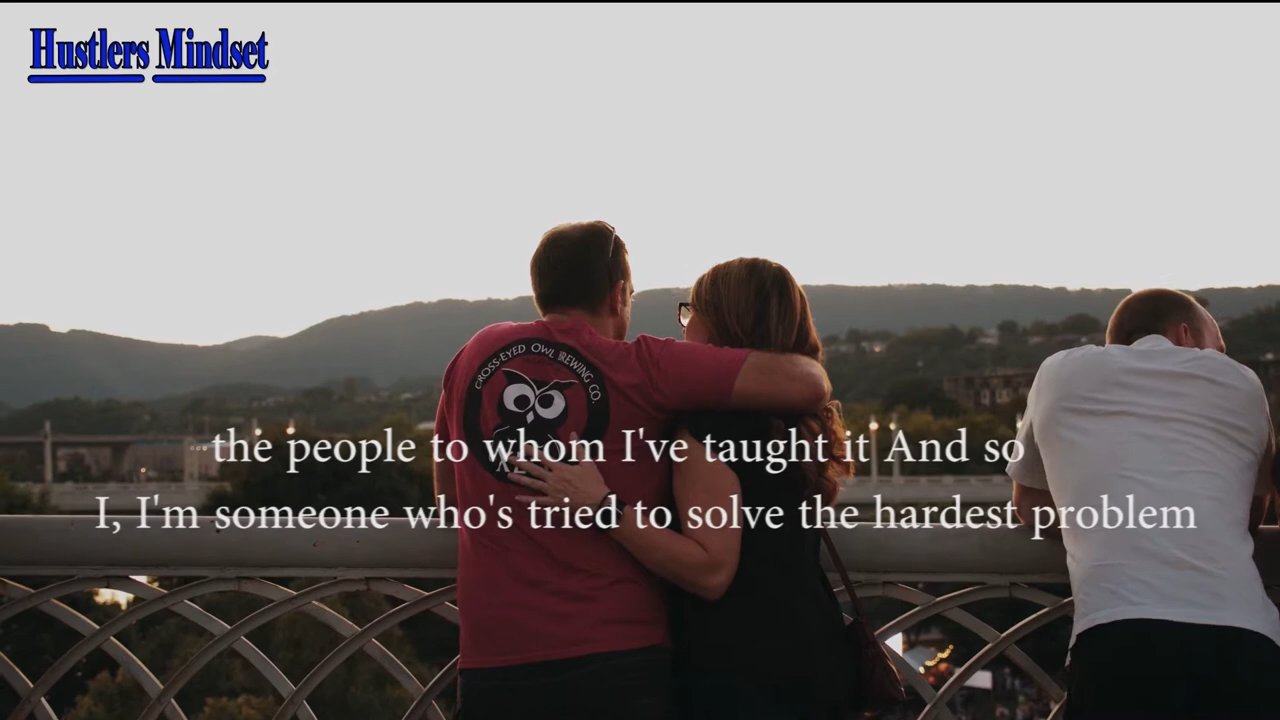 Hustlers Mindset
CROSS-EYED OWL BREWING CO.
the people to whom I've taught it And so
I, I'm someone who's tried to solve the hardest problem